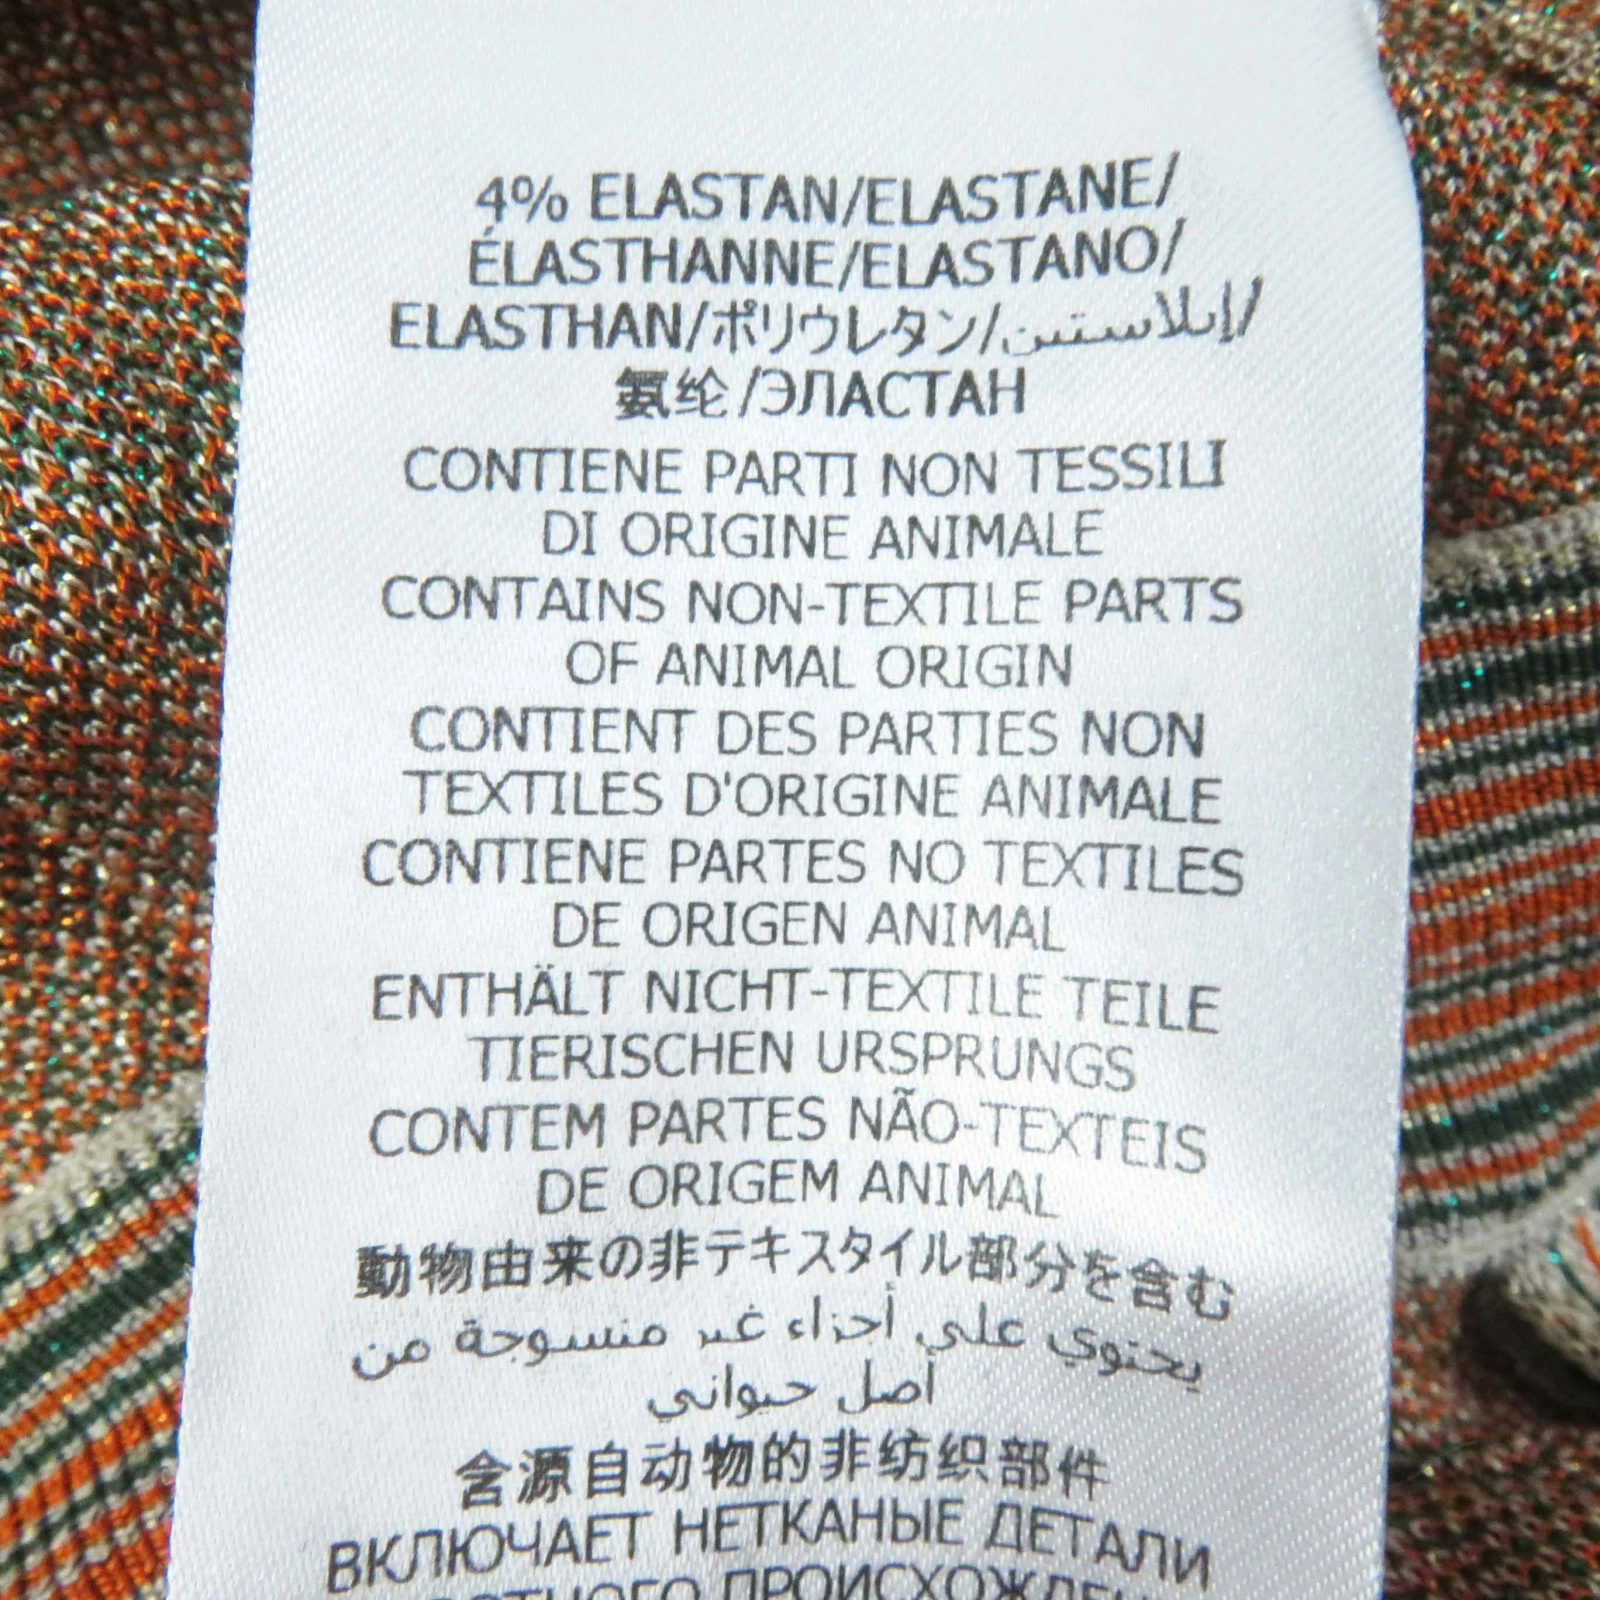 4% ELASTAN/ELASTANE/
ÉLASTHANNE/ELASTANO/
ELASTHAN/ポリウレタン/إيلاستين/
氨纶/ЭЛАСТАН
CONTIENE PARTI NON TESSILI
DI ORIGINE ANIMALE
CONTAINS NON-TEXTILE PARTS
OF ANIMAL ORIGIN
CONTIENT DES PARTIES NON
TEXTILES D'ORIGINE ANIMALE
CONTIENE PARTES NO TEXTILES
DE ORIGEN ANIMAL
ENTHÄLT NICHT-TEXTILE TEILE
TIERISCHEN URSPRUNGS
CONTEM PARTES NÃO-TEXTEIS
DE ORIGEM ANIMAL
動物由来の非テキスタイル部分を含む
يحتوي علي أجزاء غير منسوجة من
أصل حيواني
含源自动物的非纺织部件
ВКЛЮЧАЕТ НЕТКАНЫЕ ДЕТАЛИ